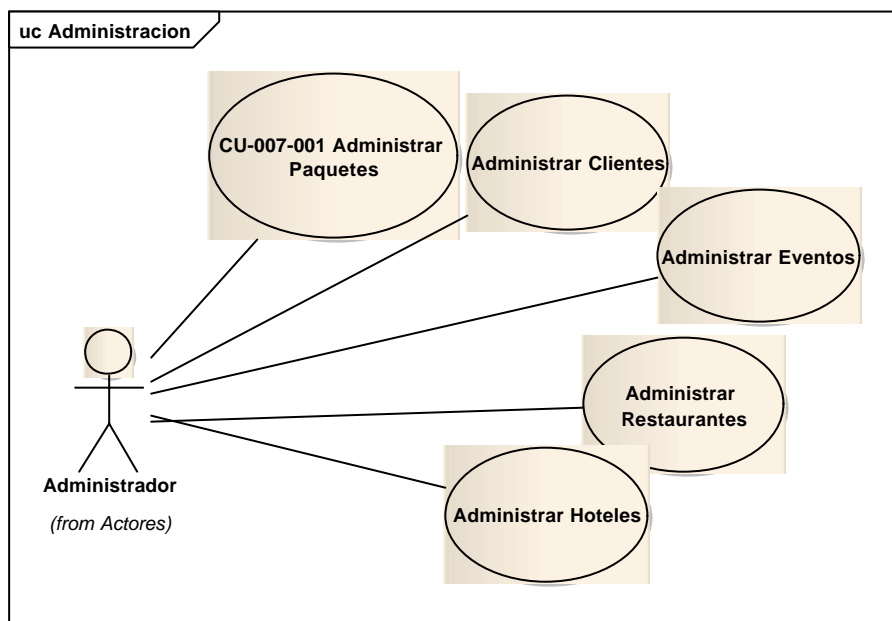 uc Administracion
CU-007-001 Administrar
Paquetes
Administrar Clientes
Administrar Eventos
Administrar
Restaurantes
Administrar Hoteles
Administrador
(from Actores)